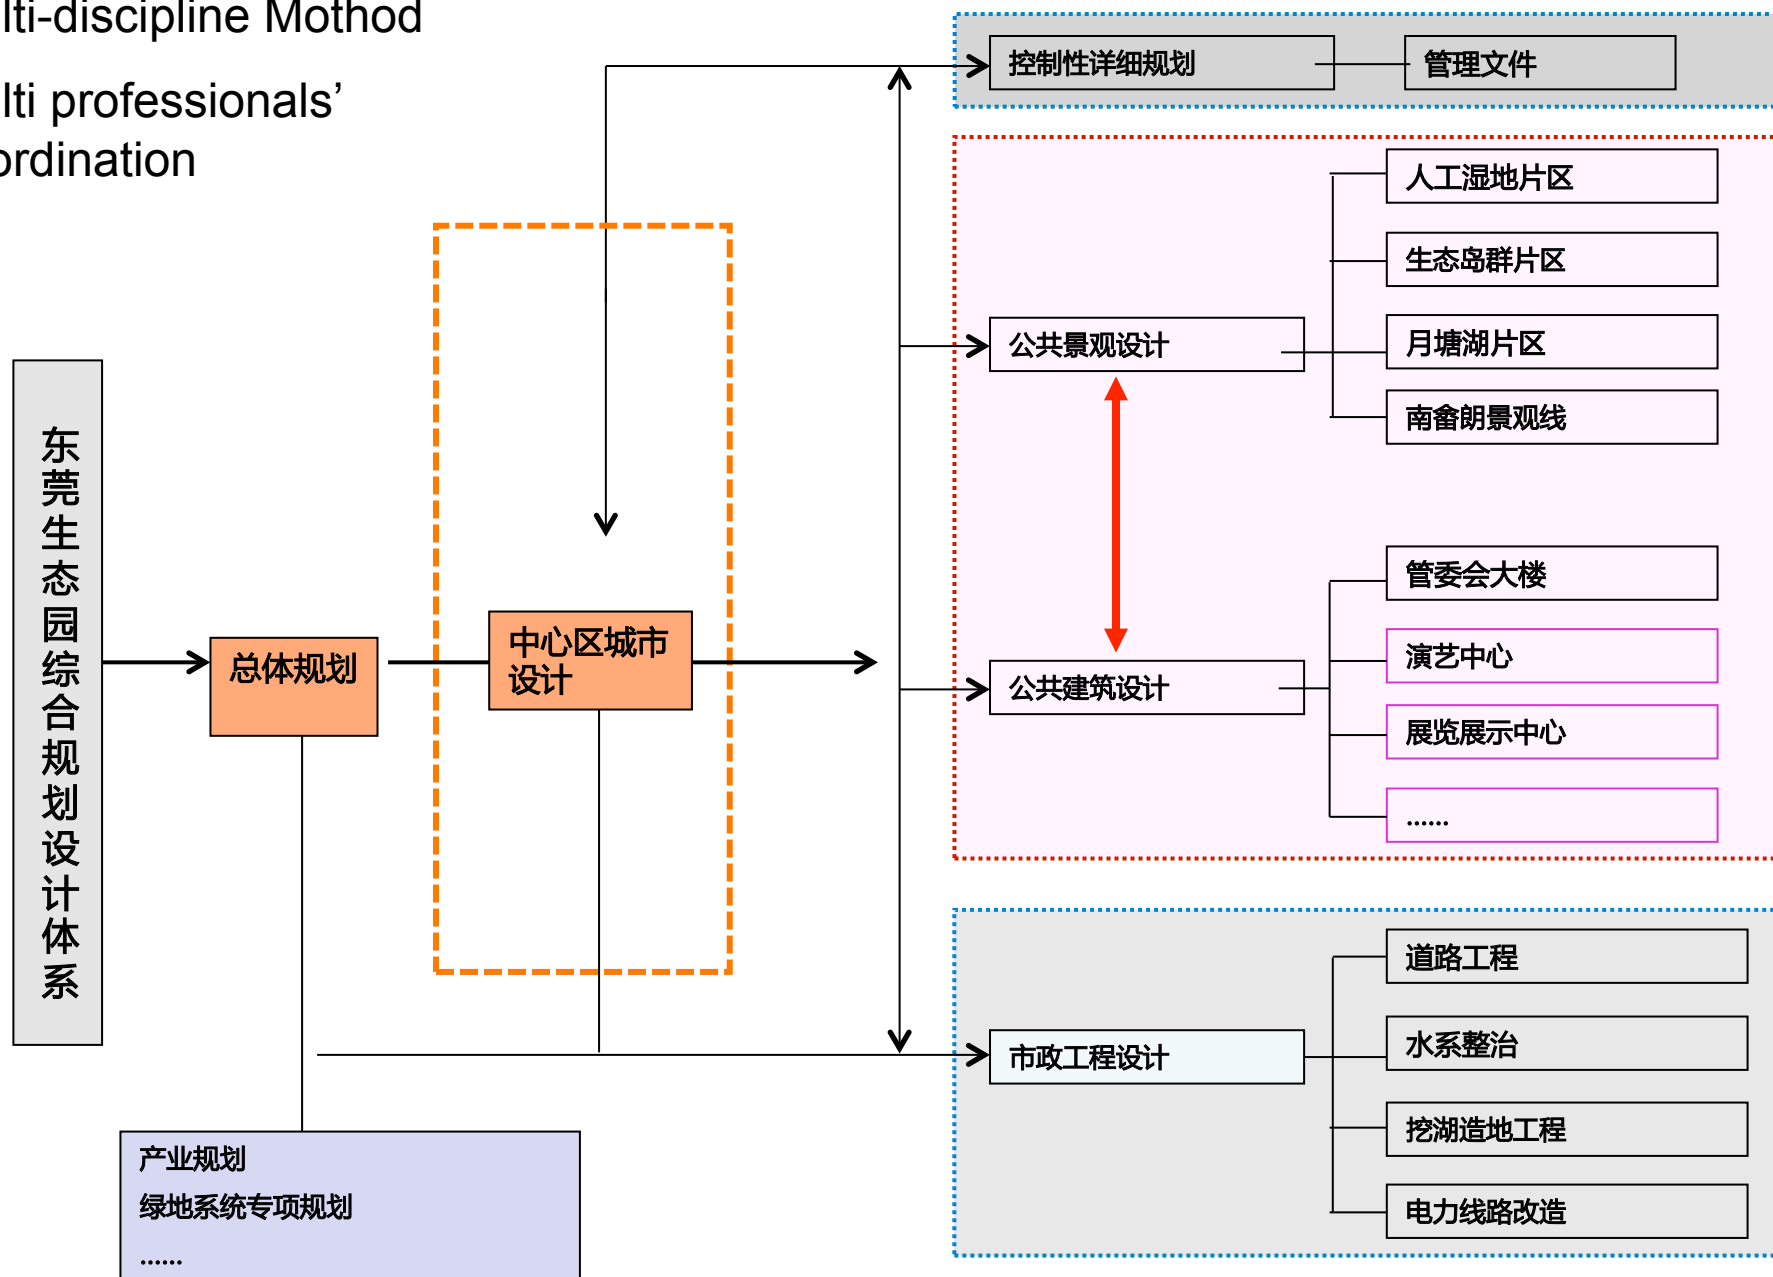 lti-discipline Mothod
lti professionals’
ordination
东莞生态园综合规划设计体系
总体规划
中心区城市
设计
产业规划
绿地系统专项规划
......
控制性详细规划
管理文件
公共景观设计
人工湿地片区
生态岛群片区
月塘湖片区
南畲朗景观线
公共建筑设计
管委会大楼
演艺中心
展览展示中心
......
市政工程设计
道路工程
水系整治
挖湖造地工程
电力线路改造